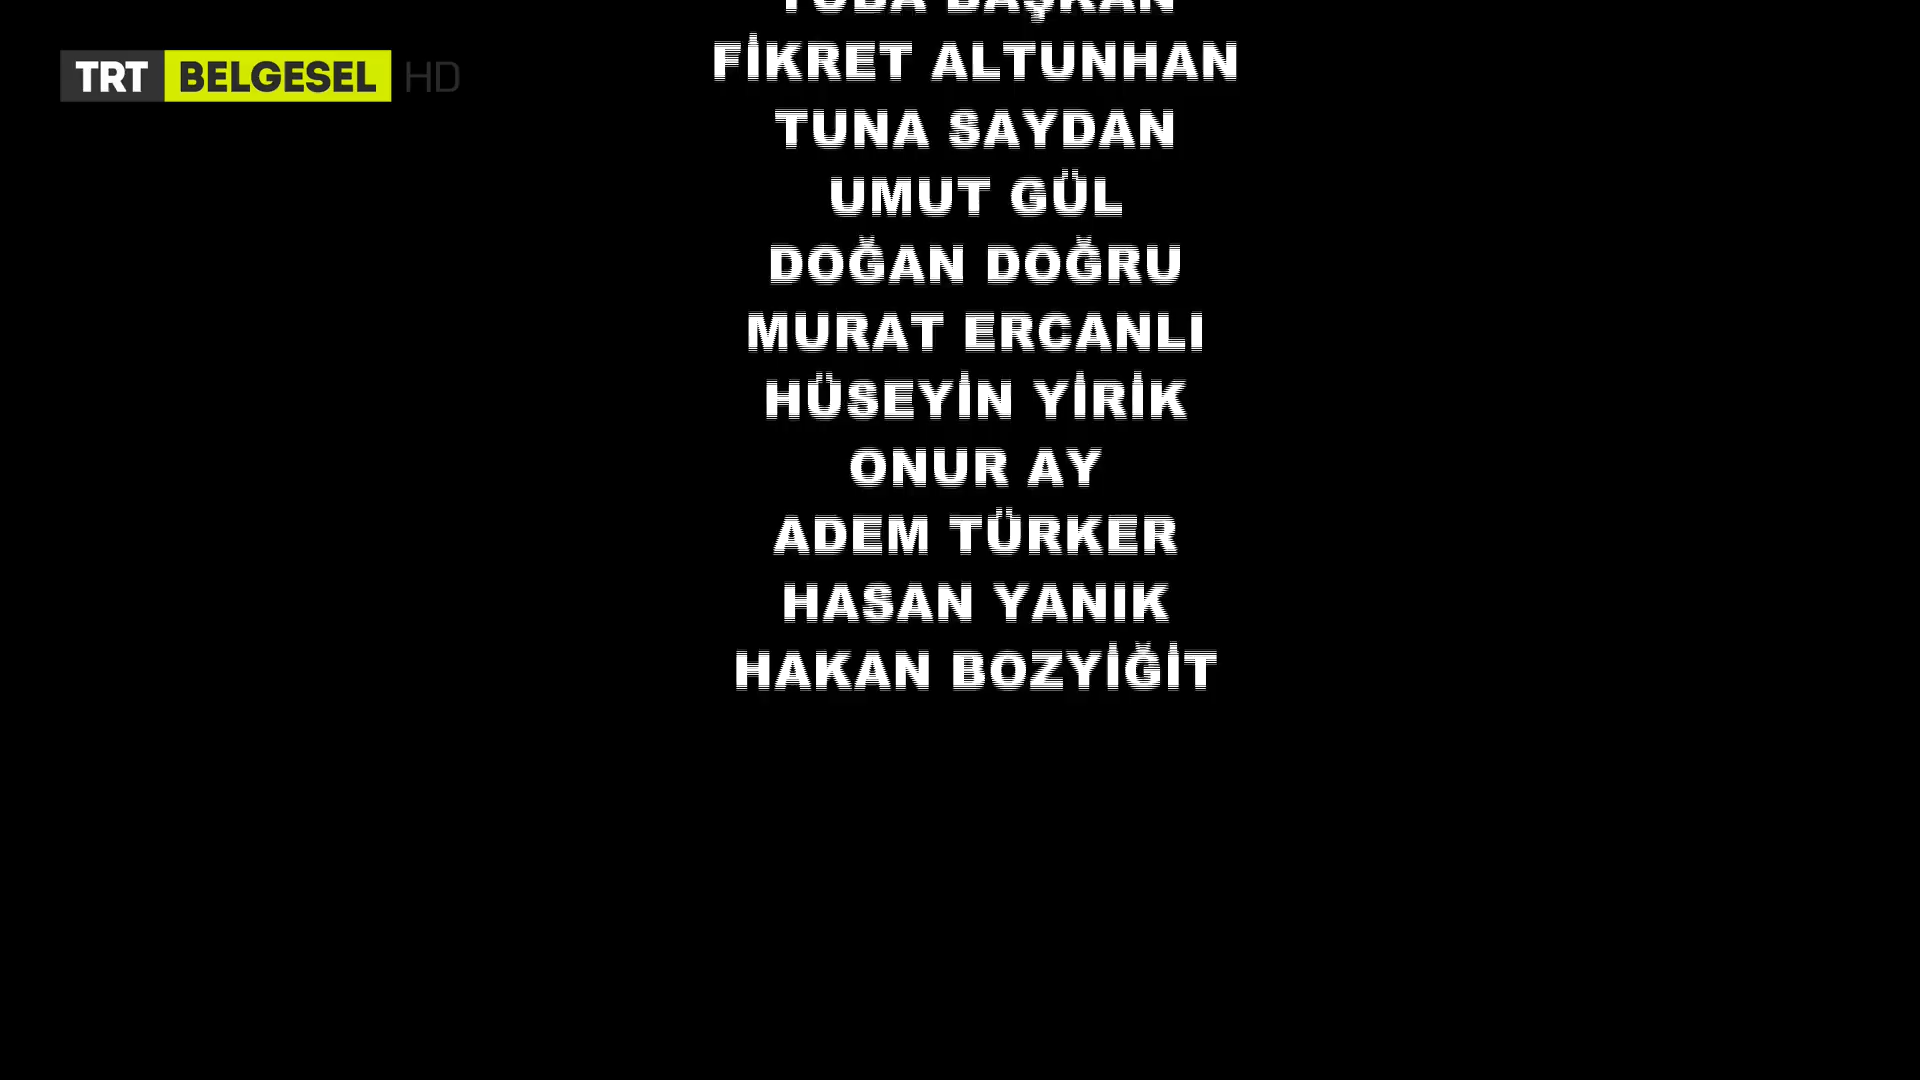 TRT BELGESEL HD
BAŞKAN
FİKRET ALTUNHAN
TUNA SAYDAN
UMUT GÜL
DOĞAN DOĞRU
MURAT ERCANLI
HÜSEYİN YİRİK
ONUR AY
ADEM TÜRKER
HASAN YANIK
HAKAN BOZYİĞİT